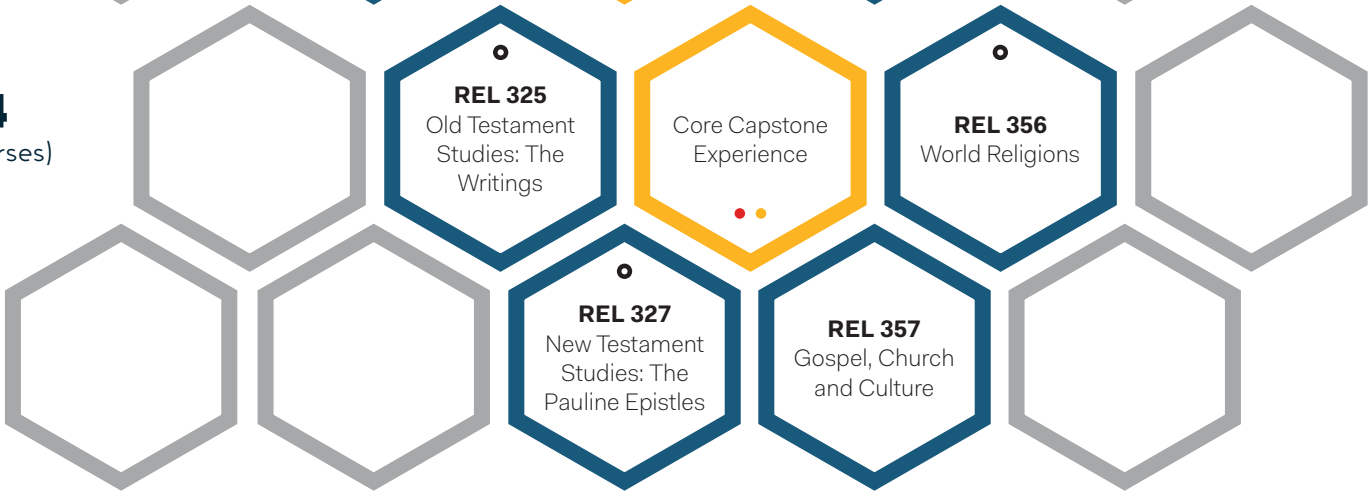 4
rses)
REL 325
Old Testament
Studies: The
Writings
Core Capstone
Experience
REL 356
World Religions
REL 327
New Testament
Studies: The
Pauline Epistles
REL 357
Gospel, Church
and Culture